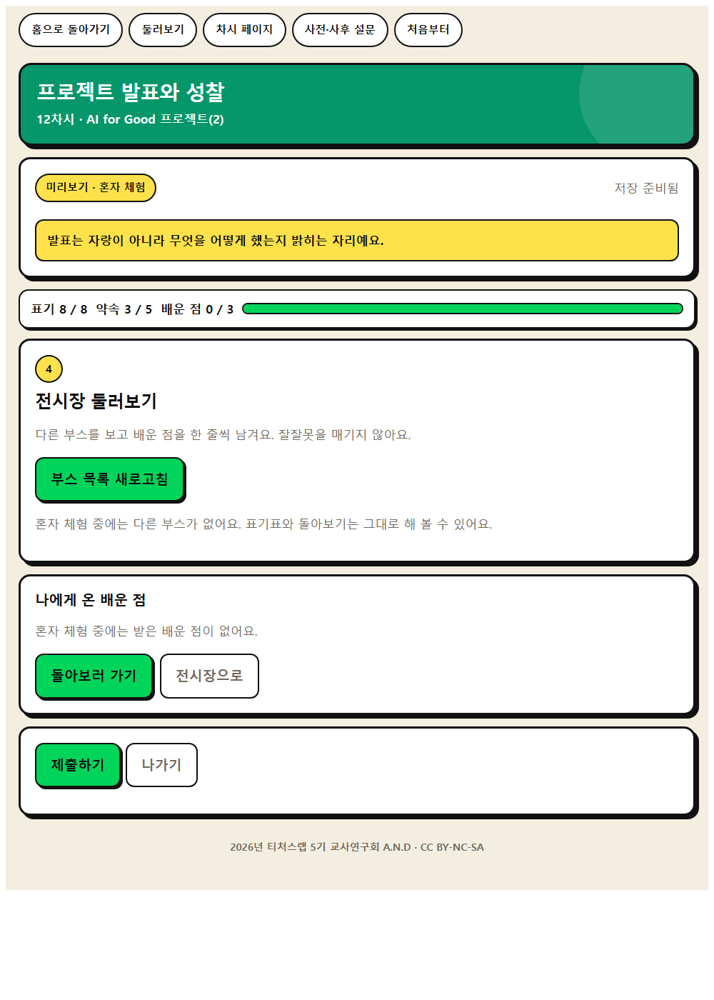 홈으로 돌아가기
둘러보기
차시 페이지
사전·사후 설문
처음부터
프로젝트 발표와 성찰
12차시 · AI for Good 프로젝트(2)
미리보기 · 혼자 체험
저장 준비됨
발표는 자랑이 아니라 무엇을 어떻게 했는지 밝히는 자리예요.
표기 8 / 8 약속 3 / 5 배운 점 0 / 3
4
전시장 둘러보기
다른 부스를 보고 배운 점을 한 줄씩 남겨요. 잘잘못을 매기지 않아요.
부스 목록 새로고침
혼자 체험 중에는 다른 부스가 없어요. 표기표와 돌아보기는 그대로 해 볼 수 있어요.
나에게 온 배운 점
혼자 체험 중에는 받은 배운 점이 없어요.
돌아보러 가기
전시장으로
제출하기
나가기
2026년 티처스랩 5기 교사연구회 A.N.D · CC BY-NC-SA